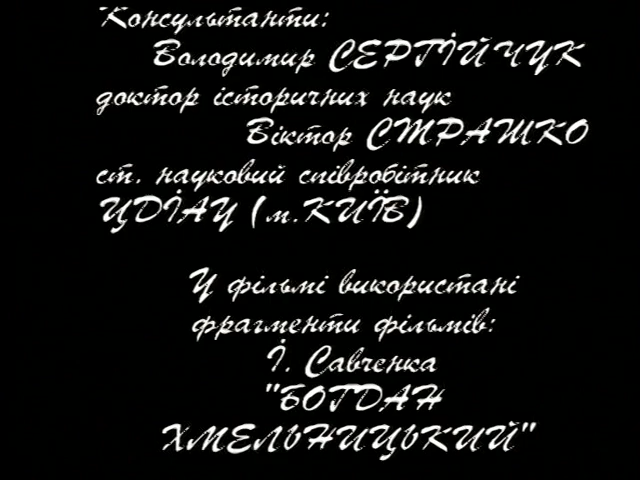 Консультанти:
Володимир СЕРГІЙЧУК
доктор історичних наук
Віктор СТРАШКО
ст. науковий співробітник
ЦДІАУ (м.КИЇВ)
У фільмі використані
фрагменти фільмів:
І. Савченка
"БОГДАН
ХМЕЛЬНИЦЬКИЙ"